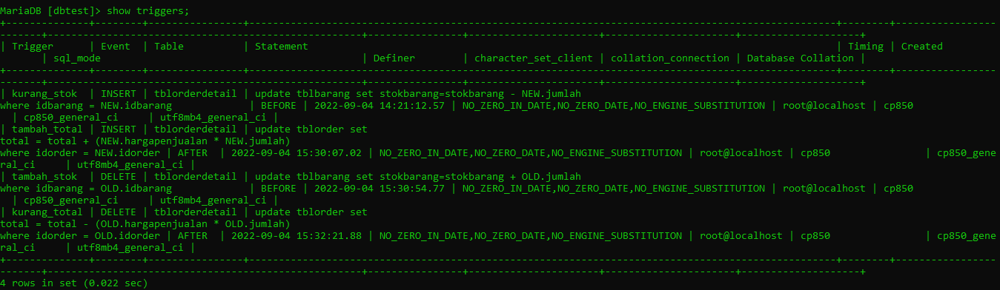 MariaDB [dbtest]> show triggers;
+--------------+--------+----------------+-----------------------------------------------------------------------------------------------+--------+----------------
-------+---------------------------------------------------+----------------+----------------------+----------------------+--------------------+
| Trigger      | Event  | Table          | Statement                                                                                     | Timing | Created
       | sql_mode                                          | Definer        | character_set_client | collation_connection | Database Collation |
+--------------+--------+----------------+-----------------------------------------------------------------------------------------------+--------+----------------
-------+---------------------------------------------------+----------------+----------------------+----------------------+--------------------+
| kurang_stok  | INSERT | tblorderdetail | update tblbarang set stokbarang=stokbarang - NEW.jumlah
where idbarang = NEW.idbarang             | BEFORE | 2022-09-04 14:21:12.57 | NO_ZERO_IN_DATE,NO_ZERO_DATE,NO_ENGINE_SUBSTITUTION | root@localhost | cp850
  | cp850_general_ci     | utf8mb4_general_ci |
| tambah_total | INSERT | tblorderdetail | update tblorder set
total = total + (NEW.hargapenjualan * NEW.jumlah)
where idorder = NEW.idorder | AFTER  | 2022-09-04 15:30:07.02 | NO_ZERO_IN_DATE,NO_ZERO_DATE,NO_ENGINE_SUBSTITUTION | root@localhost | cp850                | cp850_gene
ral_ci     | utf8mb4_general_ci |
| tambah_stok  | DELETE | tblorderdetail | update tblbarang set stokbarang=stokbarang + OLD.jumlah
where idbarang = OLD.idbarang             | BEFORE | 2022-09-04 15:30:54.77 | NO_ZERO_IN_DATE,NO_ZERO_DATE,NO_ENGINE_SUBSTITUTION | root@localhost | cp850
  | cp850_general_ci     | utf8mb4_general_ci |
| kurang_total | DELETE | tblorderdetail | update tblorder set
total = total - (OLD.hargapenjualan * OLD.jumlah)
where idorder = OLD.idorder | AFTER  | 2022-09-04 15:32:21.88 | NO_ZERO_IN_DATE,NO_ZERO_DATE,NO_ENGINE_SUBSTITUTION | root@localhost | cp850                | cp850_gene
ral_ci     | utf8mb4_general_ci |
+--------------+--------+----------------+-----------------------------------------------------------------------------------------------+--------+----------------
-------+---------------------------------------------------+----------------+----------------------+----------------------+--------------------+
4 rows in set (0.022 sec)